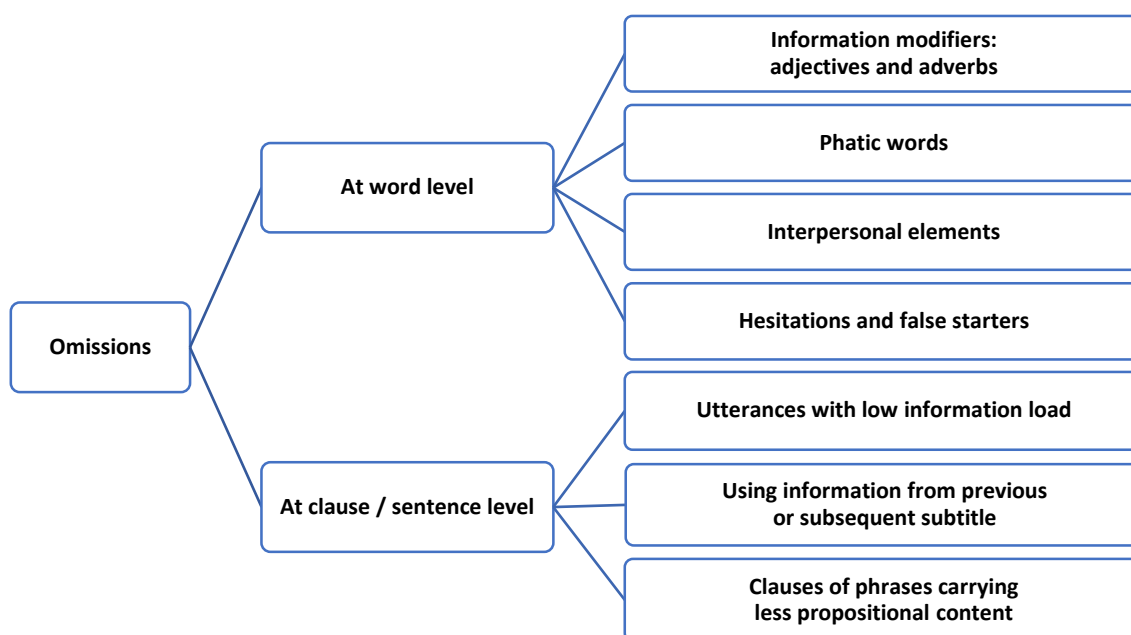 Omissions
At word level
Information modifiers:
adjectives and adverbs
Phatic words
Interpersonal elements
Hesitations and false starters
At clause / sentence level
Utterances with low information load
Using information from previous
or subsequent subtitle
Clauses of phrases carrying
less propositional content